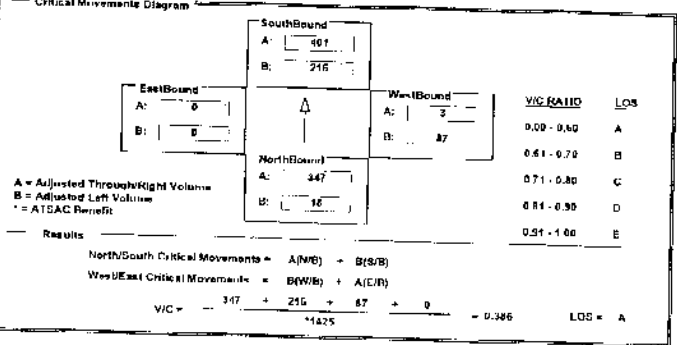 Critical Movements Diagram
SouthBound
A: 401
B: 216
EastBound
A: 0
B: 0
WestBound
A: 3
B: 87
NorthBound
A: 347
B: 18
V/C RATIO LOS
0.00 - 0.60 A
0.61 - 0.70 B
0.71 - 0.80 C
0.81 - 0.90 D
0.91 - 1.00 E
A = Adjusted Through/Right Volume
B = Adjusted Left Volume
* = ATSAC Benefit
Results
North/South Critical Movements = A(N/B) + B(S/B)
West/East Critical Movements = B(W/B) + A(E/B)
V/C = 347 + 216 + 87 + 0 = 0.386 LOS = A
*1425